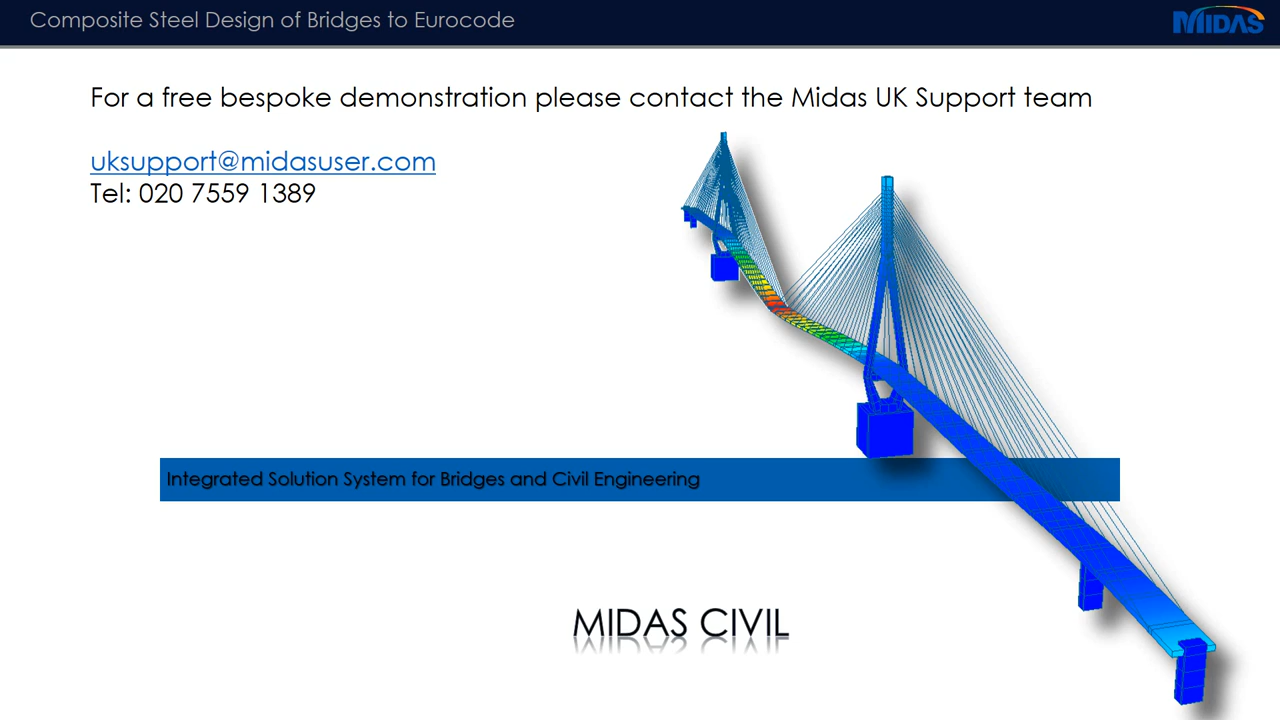 Composite Steel Design of Bridges to Eurocode
MIDAS
For a free bespoke demonstration please contact the Midas UK Support team
uksupport@midasuser.com
Tel: 020 7559 1389
Integrated Solution System for Bridges and Civil Engineering
MIDAS CIVIL